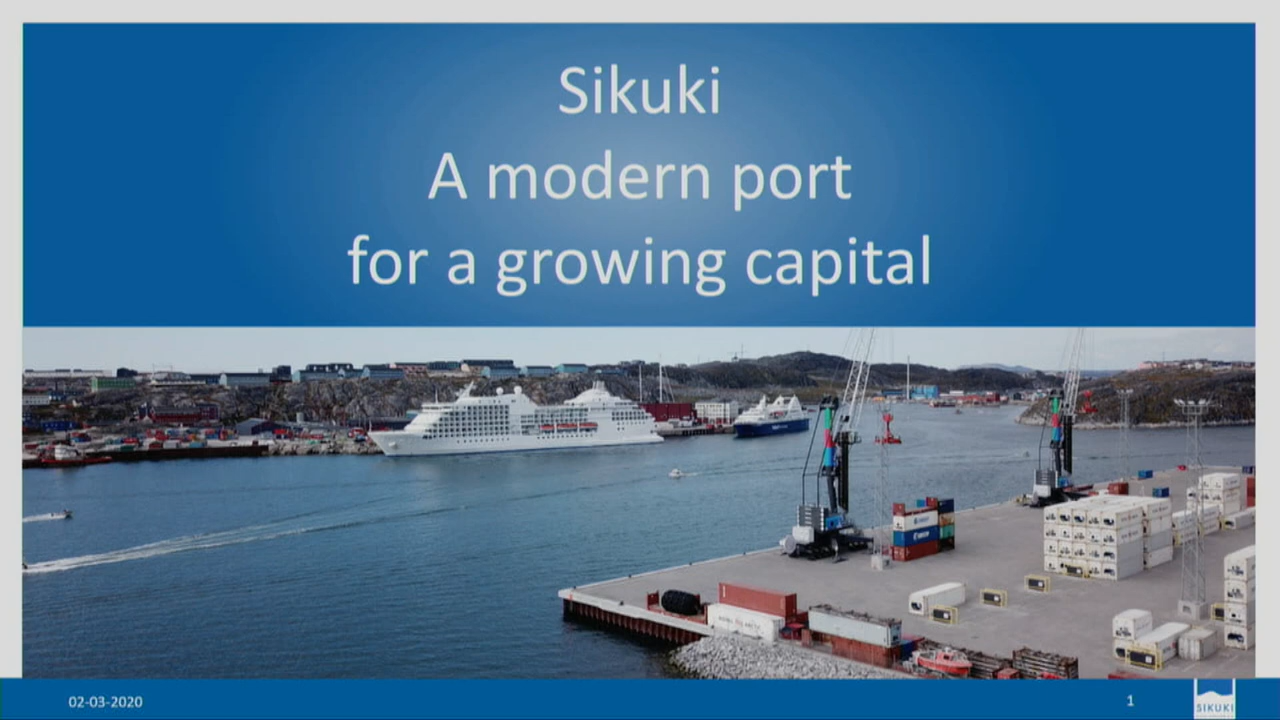 Sikuki
A modern port
for a growing capital
02-03-2020
1
SIKUKI